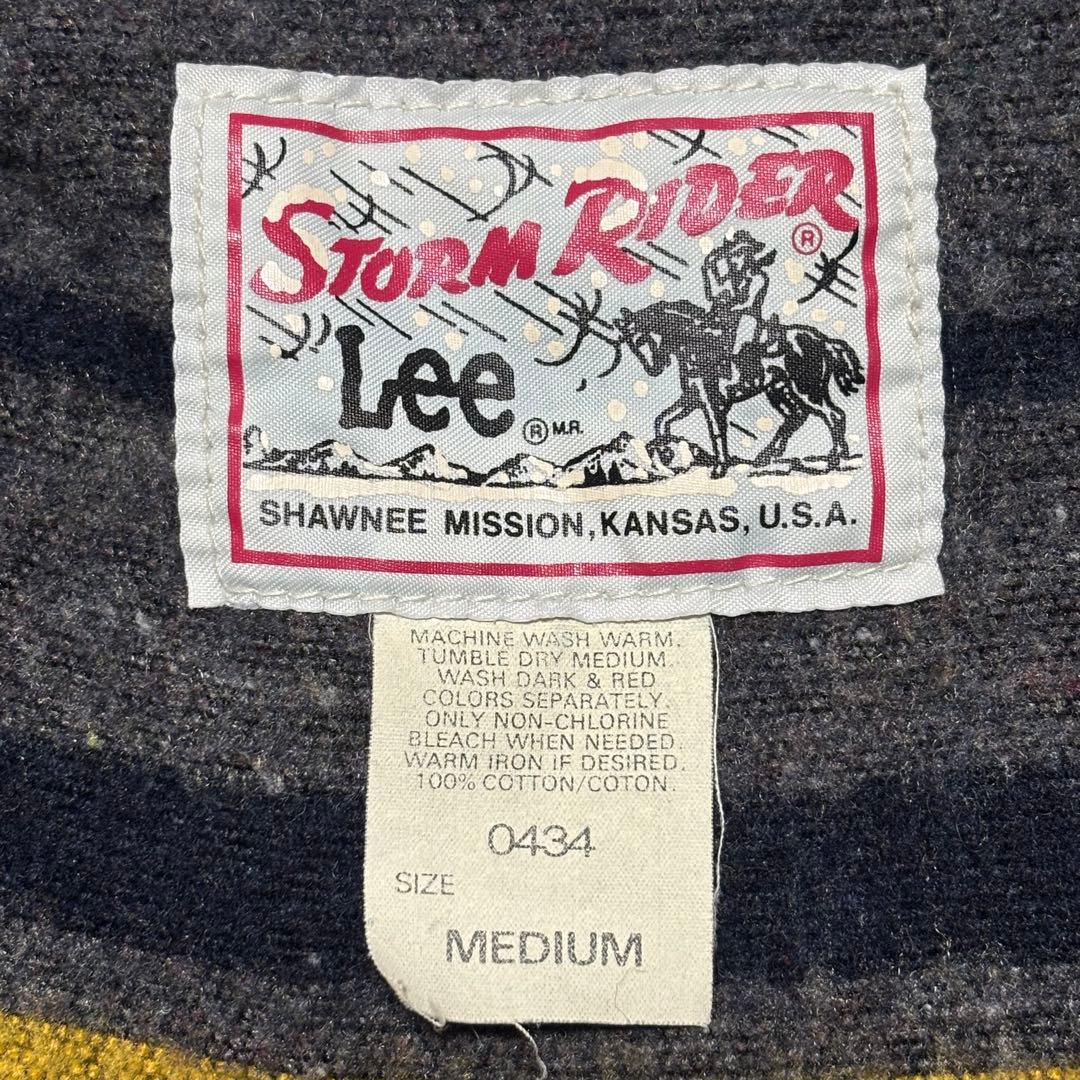 STORM RIDER ®
Lee ® M.R.
SHAWNEE MISSION, KANSAS, U.S.A.
MACHINE WASH WARM.
TUMBLE DRY MEDIUM.
WASH DARK & RED
COLORS SEPARATELY.
ONLY NON-CHLORINE
BLEACH WHEN NEEDED.
WARM IRON IF DESIRED.
100% COTTON/COTON.
0434
SIZE
MEDIUM